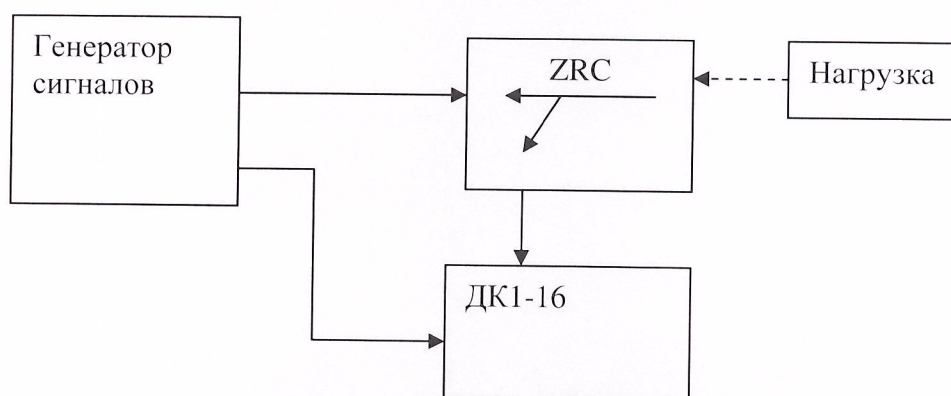 Генератор
сигналов
ZRC
Нагрузка
ДК1-16